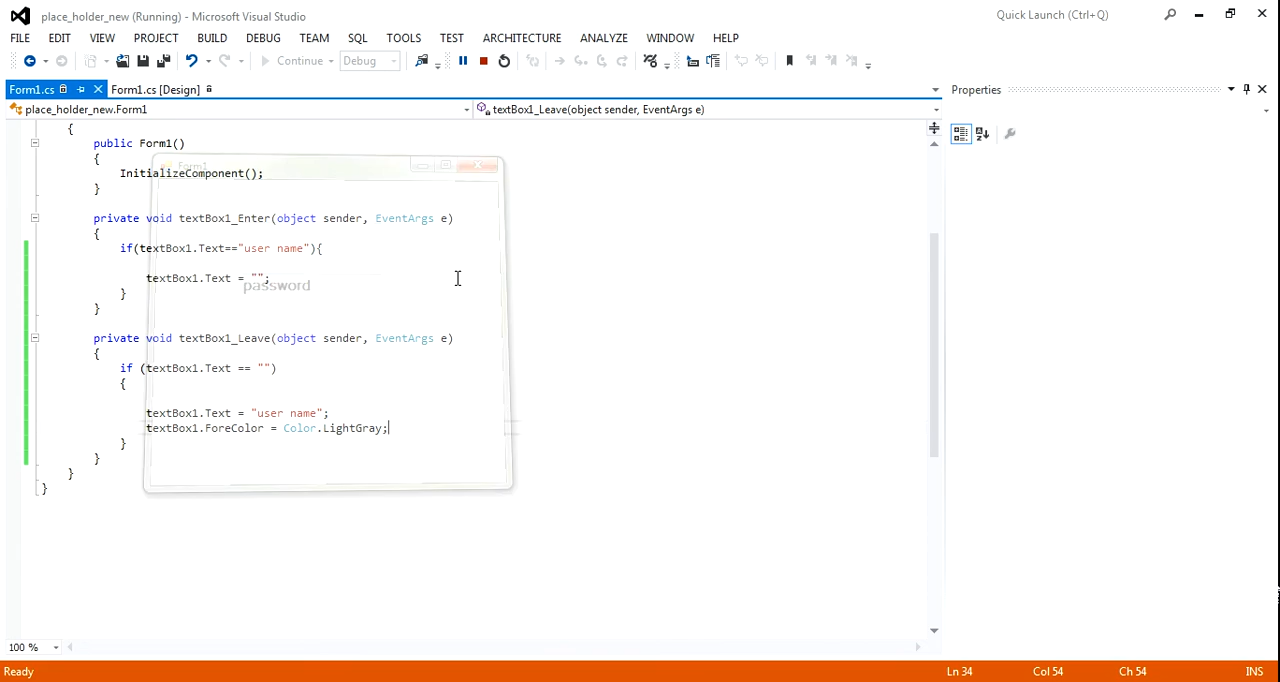 place_holder_new (Running) - Microsoft Visual Studio
Quick Launch (Ctrl+Q)
FILE EDIT VIEW PROJECT BUILD DEBUG TEAM SQL TOOLS TEST ARCHITECTURE ANALYZE WINDOW HELP
Continue Debug
Form1.cs Form1.cs [Design] Properties
place_holder_new.Form1 textBox1_Leave(object sender, EventArgs e)
{
public Form1()
{
Form1
InitializeComponent();
}
private void textBox1_Enter(object sender, EventArgs e)
{
if(textBox1.Text=="user name"){
textBox1.Text = "";
password
}
}
private void textBox1_Leave(object sender, EventArgs e)
{
if (textBox1.Text == "")
{
textBox1.Text = "user name";
textBox1.ForeColor = Color.LightGray;
}
}
}
}
100 %
Ready Ln 34 Col 54 Ch 54 INS